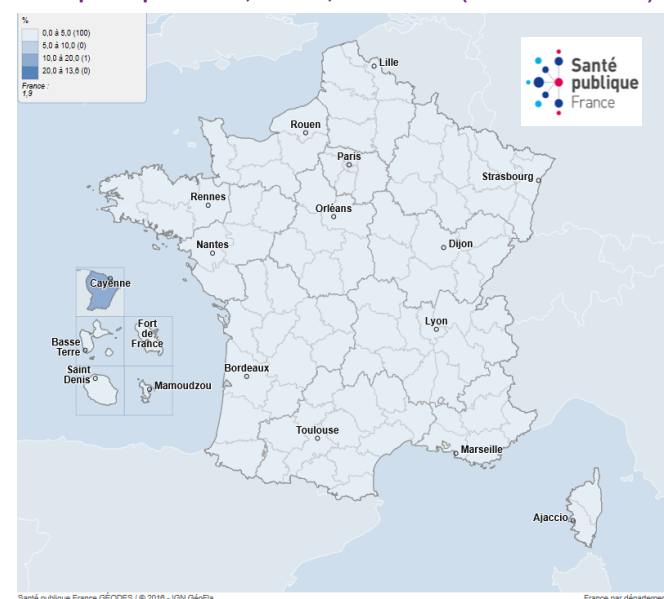 %
0,0 à 5,0 (100)
5,0 à 10,0 (0)
10,0 à 20,0 (1)
20,0 à 13,6 (0)
France :
1,9
Santé
publique
France
Lille
Rouen
Paris
Strasbourg
Rennes
Orléans
Nantes
Dijon
Cayenne
Lyon
Fort
de
France
Basse
Terre
Saint
Denis
Mamoudzou
Bordeaux
Toulouse
Marseille
Ajaccio
Santé publique France GÉODES / © 2016 - IGN GéoFla
France par département